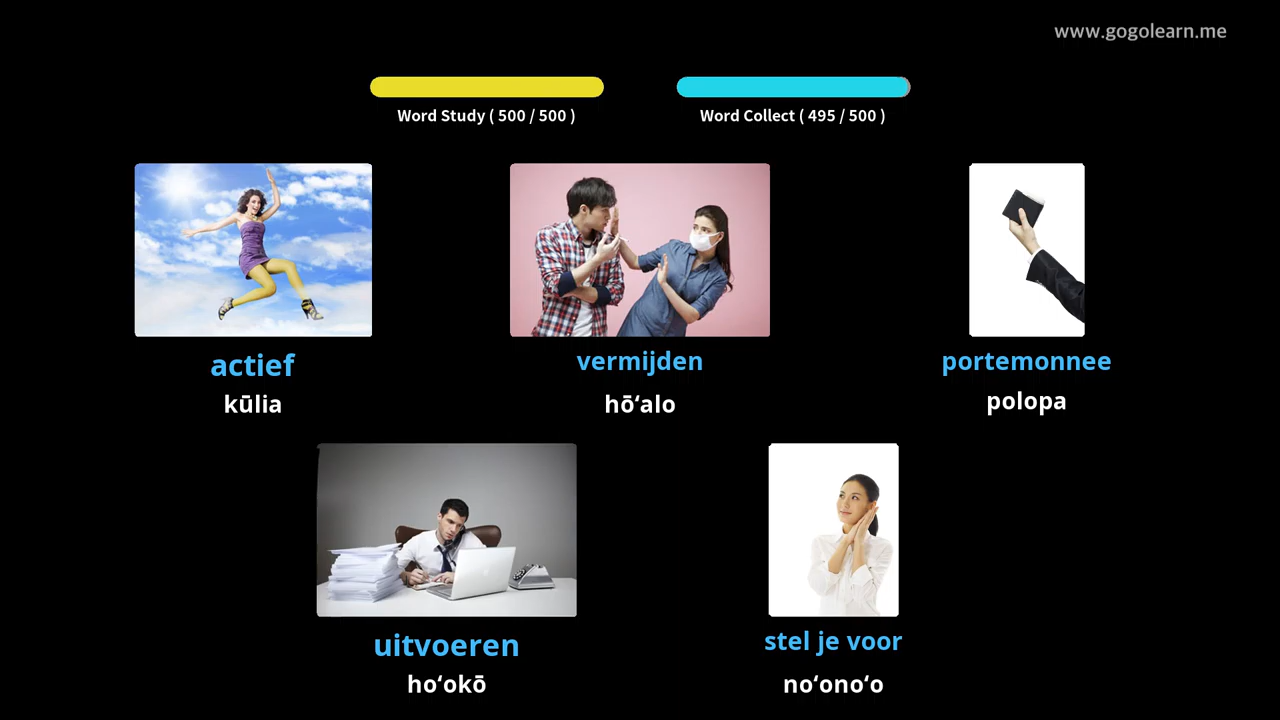 www.gogolearn.me
Word Study ( 500 / 500 )
Word Collect ( 495 / 500 )
actief
kūlia
vermijden
hōʻalo
portemonnee
polopa
uitvoeren
hoʻokō
stel je voor
noʻonoʻo